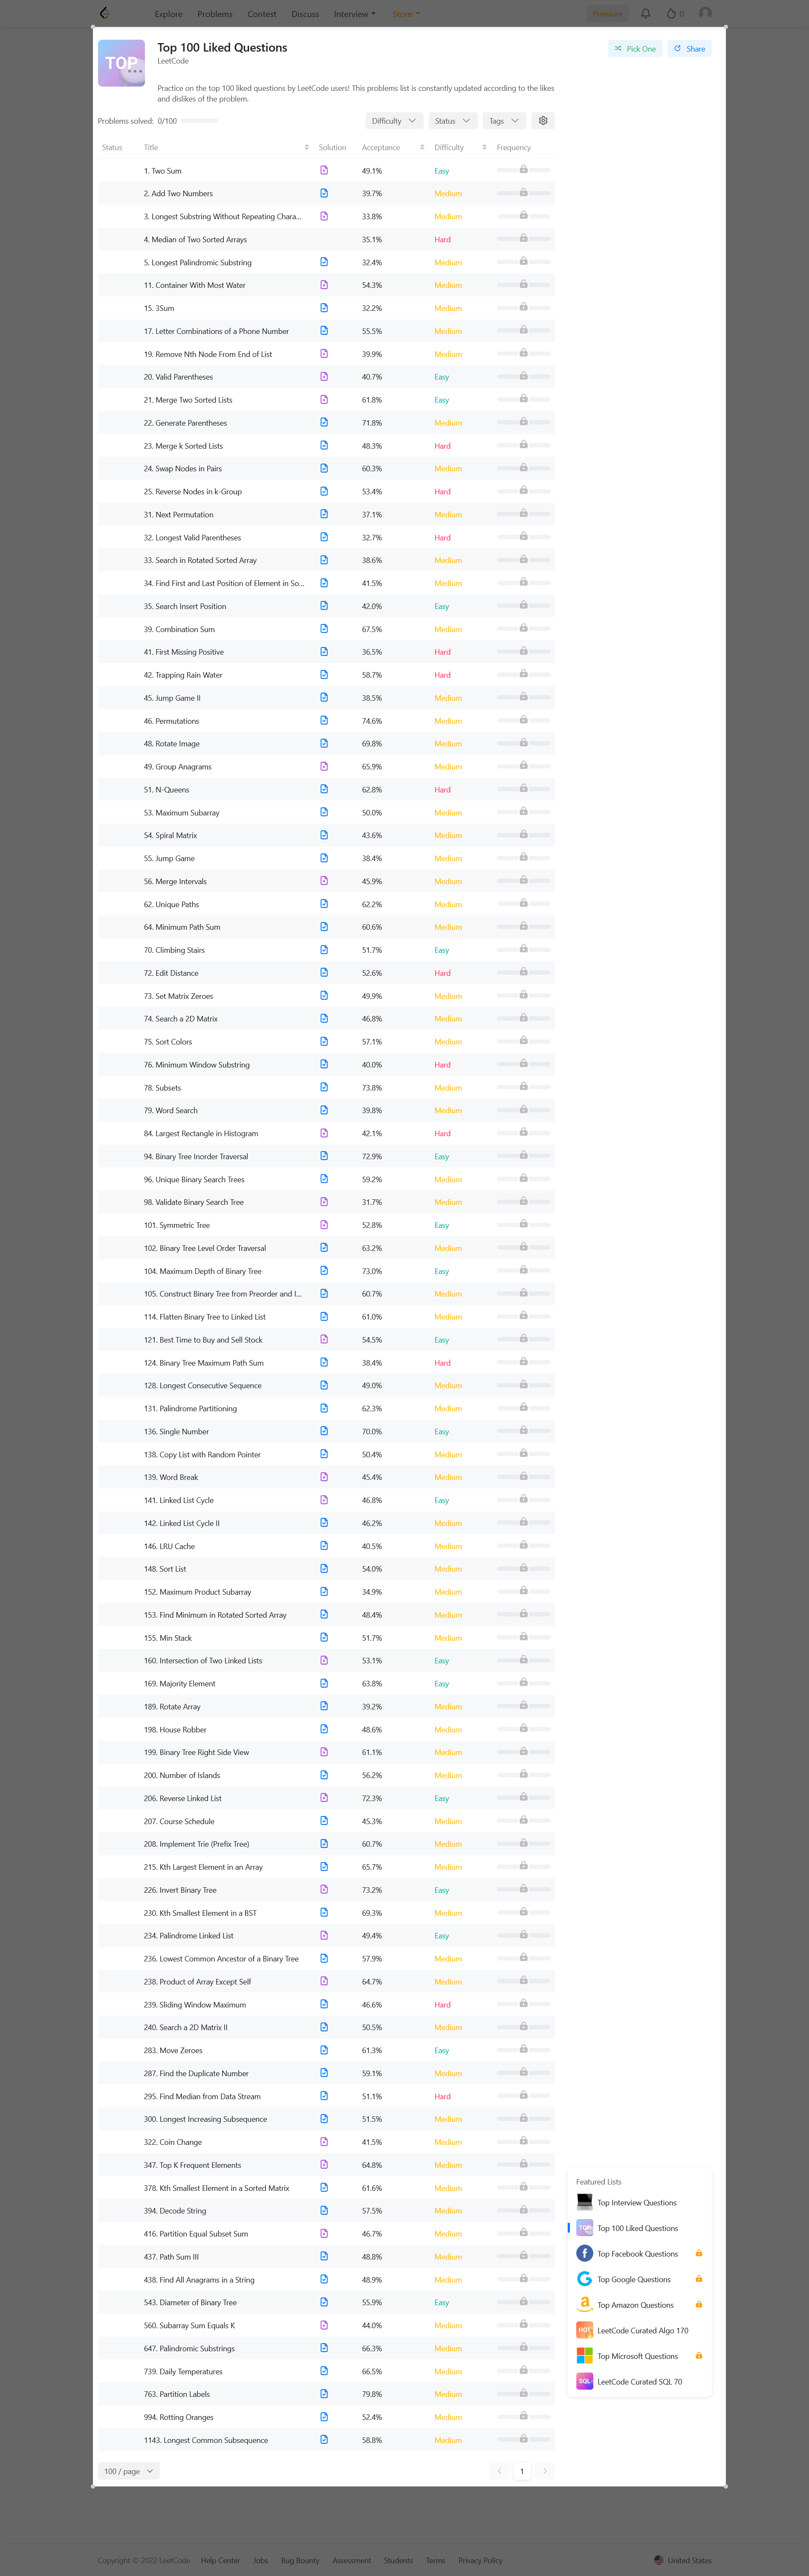 Explore Problems Contest Discuss Interview Store Premium 0
TOP
Top 100 Liked Questions Pick One Share
LeetCode
Practice on the top 100 liked questions by LeetCode users! This problems list is constantly updated according to the likes
and dislikes of the problem.
Problems solved: 0/100 Difficulty Status Tags
Status Title Solution Acceptance Difficulty Frequency
1. Two Sum 49.1% Easy
2. Add Two Numbers 39.7% Medium
3. Longest Substring Without Repeating Chara... 33.8% Medium
4. Median of Two Sorted Arrays 35.1% Hard
5. Longest Palindromic Substring 32.4% Medium
11. Container With Most Water 54.3% Medium
15. 3Sum 32.2% Medium
17. Letter Combinations of a Phone Number 55.5% Medium
19. Remove Nth Node From End of List 39.9% Medium
20. Valid Parentheses 40.7% Easy
21. Merge Two Sorted Lists 61.8% Easy
22. Generate Parentheses 71.8% Medium
23. Merge k Sorted Lists 48.3% Hard
24. Swap Nodes in Pairs 60.3% Medium
25. Reverse Nodes in k-Group 53.4% Hard
31. Next Permutation 37.1% Medium
32. Longest Valid Parentheses 32.7% Hard
33. Search in Rotated Sorted Array 38.6% Medium
34. Find First and Last Position of Element in So... 41.5% Medium
35. Search Insert Position 42.0% Easy
39. Combination Sum 67.5% Medium
41. First Missing Positive 36.5% Hard
42. Trapping Rain Water 58.7% Hard
45. Jump Game II 38.5% Medium
46. Permutations 74.6% Medium
48. Rotate Image 69.8% Medium
49. Group Anagrams 65.9% Medium
51. N-Queens 62.8% Hard
53. Maximum Subarray 50.0% Medium
54. Spiral Matrix 43.6% Medium
55. Jump Game 38.4% Medium
56. Merge Intervals 45.9% Medium
62. Unique Paths 62.2% Medium
64. Minimum Path Sum 60.6% Medium
70. Climbing Stairs 51.7% Easy
72. Edit Distance 52.6% Hard
73. Set Matrix Zeroes 49.9% Medium
74. Search a 2D Matrix 46.8% Medium
75. Sort Colors 57.1% Medium
76. Minimum Window Substring 40.0% Hard
78. Subsets 73.8% Medium
79. Word Search 39.8% Medium
84. Largest Rectangle in Histogram 42.1% Hard
94. Binary Tree Inorder Traversal 72.9% Easy
96. Unique Binary Search Trees 59.2% Medium
98. Validate Binary Search Tree 31.7% Medium
101. Symmetric Tree 52.8% Easy
102. Binary Tree Level Order Traversal 63.2% Medium
104. Maximum Depth of Binary Tree 73.0% Easy
105. Construct Binary Tree from Preorder and I... 60.7% Medium
114. Flatten Binary Tree to Linked List 61.0% Medium
121. Best Time to Buy and Sell Stock 54.5% Easy
124. Binary Tree Maximum Path Sum 38.4% Hard
128. Longest Consecutive Sequence 49.0% Medium
131. Palindrome Partitioning 62.3% Medium
136. Single Number 70.0% Easy
138. Copy List with Random Pointer 50.4% Medium
139. Word Break 45.4% Medium
141. Linked List Cycle 46.8% Easy
142. Linked List Cycle II 46.2% Medium
146. LRU Cache 40.5% Medium
148. Sort List 54.0% Medium
152. Maximum Product Subarray 34.9% Medium
153. Find Minimum in Rotated Sorted Array 48.4% Medium
155. Min Stack 51.7% Medium
160. Intersection of Two Linked Lists 53.1% Easy
169. Majority Element 63.8% Easy
189. Rotate Array 39.2% Medium
198. House Robber 48.6% Medium
199. Binary Tree Right Side View 61.1% Medium
200. Number of Islands 56.2% Medium
206. Reverse Linked List 72.3% Easy
207. Course Schedule 45.3% Medium
208. Implement Trie (Prefix Tree) 60.7% Medium
215. Kth Largest Element in an Array 65.7% Medium
226. Invert Binary Tree 73.2% Easy
230. Kth Smallest Element in a BST 69.3% Medium
234. Palindrome Linked List 49.4% Easy
236. Lowest Common Ancestor of a Binary Tree 57.9% Medium
238. Product of Array Except Self 64.7% Medium
239. Sliding Window Maximum 46.6% Hard
240. Search a 2D Matrix II 50.5% Medium
283. Move Zeroes 61.3% Easy
287. Find the Duplicate Number 59.1% Medium
295. Find Median from Data Stream 51.1% Hard
300. Longest Increasing Subsequence 51.5% Medium
322. Coin Change 41.5% Medium
347. Top K Frequent Elements 64.8% Medium
378. Kth Smallest Element in a Sorted Matrix 61.6% Medium
394. Decode String 57.5% Medium
416. Partition Equal Subset Sum 46.7% Medium
437. Path Sum III 48.8% Medium
438. Find All Anagrams in a String 48.9% Medium
543. Diameter of Binary Tree 55.9% Easy
560. Subarray Sum Equals K 44.0% Medium
647. Palindromic Substrings 66.3% Medium
739. Daily Temperatures 66.5% Medium
763. Partition Labels 79.8% Medium
994. Rotting Oranges 52.4% Medium
1143. Longest Common Subsequence 58.8% Medium
Featured Lists
Top Interview Questions
TOP Top 100 Liked Questions
Top Facebook Questions
Top Google Questions
Top Amazon Questions
HOT LeetCode Curated Algo 170
Top Microsoft Questions
SQL LeetCode Curated SQL 70
100 / page 1
Copyright © 2022 LeetCode Help Center Jobs Bug Bounty Assessment Students Terms Privacy Policy United States